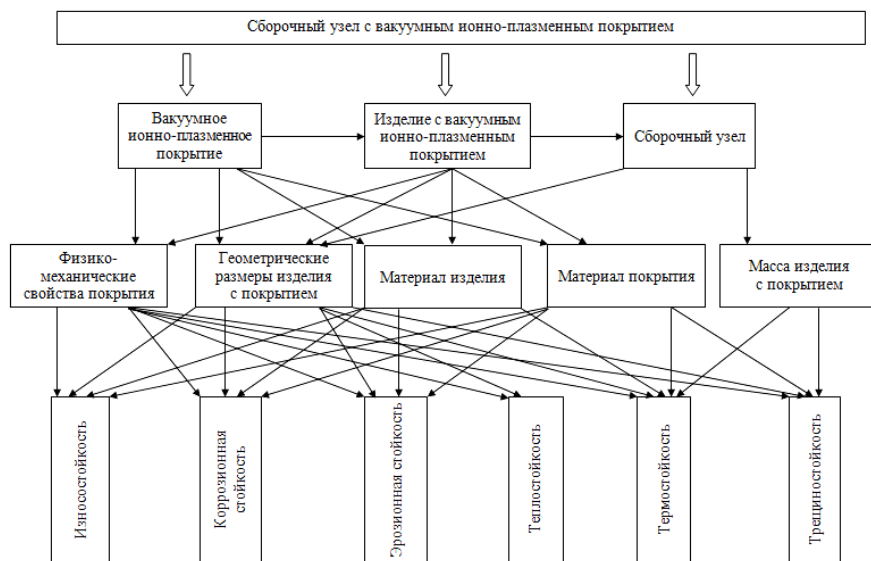 Сборочный узел с вакуумным ионно-плазменным покрытием
Вакуумное
ионно-плазменное
покрытие
Изделие с вакуумным
ионно-плазменным
покрытием
Сборочный узел
Физико-
механические
свойства покрытия
Геометрические
размеры изделия
с покрытием
Материал изделия
Материал покрытия
Масса изделия
с покрытием
Износостойкость
Коррозионная
стойкость
Эрозионная стойкость
Теплостойкость
Термостойкость
Трещиностойкость